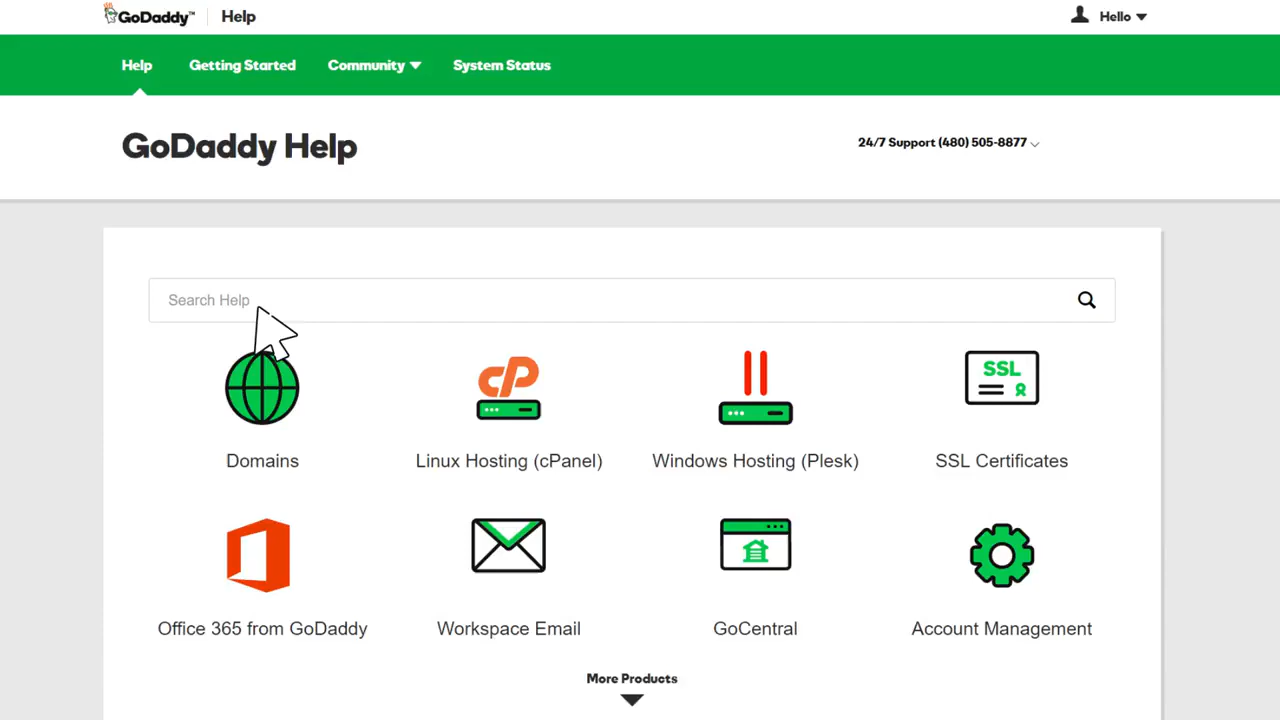 GoDaddy™ Help
Hello
Help Getting Started Community System Status
GoDaddy Help
24/7 Support (480) 505-8877
Search Help
cP
SSL
Domains Linux Hosting (cPanel) Windows Hosting (Plesk) SSL Certificates
Office 365 from GoDaddy Workspace Email GoCentral Account Management
More Products